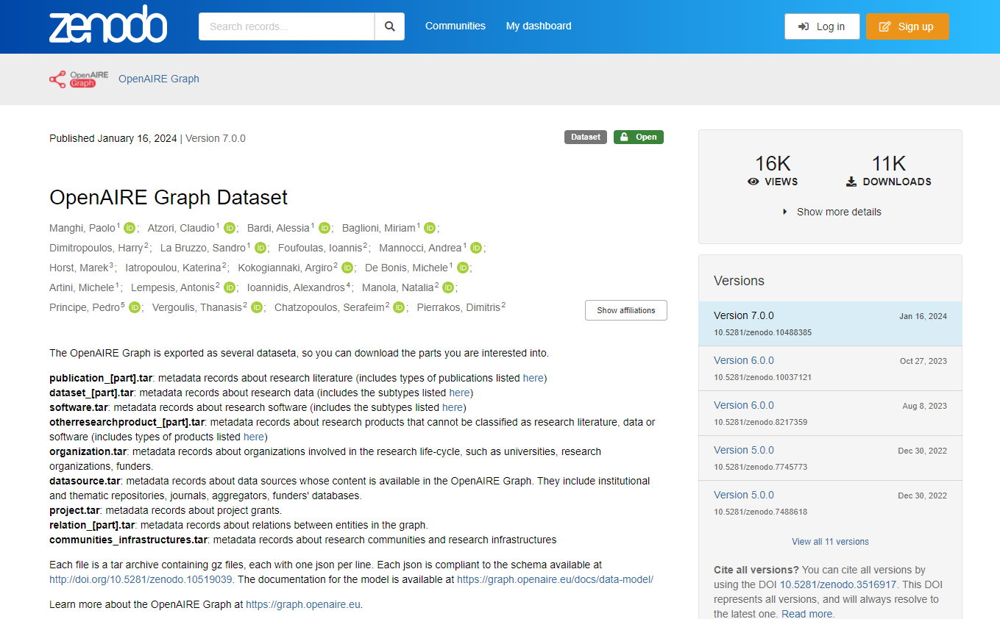 zenodo
Search records...
Communities
My dashboard
Log in
Sign up
OpenAIRE
Graph
OpenAIRE Graph
Published January 16, 2024 | Version 7.0.0
Dataset
Open
OpenAIRE Graph Dataset
Manghi, Paolo1 iD; Atzori, Claudio1 iD; Bardi, Alessia1 iD; Baglioni, Miriam1 iD;
Dimitropoulos, Harry2; La Bruzzo, Sandro1 iD; Foufoulas, Ioannis2; Mannocci, Andrea1 iD;
Horst, Marek3; Iatropoulou, Katerina2; Kokogiannaki, Argiro2 iD; De Bonis, Michele1 iD;
Artini, Michele1; Lempesis, Antonis2 iD; Ioannidis, Alexandros4; Manola, Natalia2 iD;
Principe, Pedro5 iD; Vergoulis, Thanasis2 iD; Chatzopoulos, Serafeim2 iD; Pierrakos, Dimitris2
Show affiliations
The OpenAIRE Graph is exported as several dataseta, so you can download the parts you are interested into.
publication_[part].tar: metadata records about research literature (includes types of publications listed here)
dataset_[part].tar: metadata records about research data (includes the subtypes listed here)
software.tar: metadata records about research software (includes the subtypes listed here)
otherresearchproduct_[part].tar: metadata records about research products that cannot be classified as research literature, data or
software (includes types of products listed here)
organization.tar: metadata records about organizations involved in the research life-cycle, such as universities, research
organizations, funders.
datasource.tar: metadata records about data sources whose content is available in the OpenAIRE Graph. They include institutional
and thematic repositories, journals, aggregators, funders' databases.
project.tar: metadata records about project grants.
relation_[part].tar: metadata records about relations between entities in the graph.
communities_infrastructures.tar: metadata records about research communities and research infrastructures
Each file is a tar archive containing gz files, each with one json per line. Each json is compliant to the schema available at
http://doi.org/10.5281/zenodo.10519039. The documentation for the model is available at https://graph.openaire.eu/docs/data-model/
Learn more about the OpenAIRE Graph at https://graph.openaire.eu.
16K
VIEWS
11K
DOWNLOADS
Show more details
Versions
Version 7.0.0 Jan 16, 2024
10.5281/zenodo.10488385
Version 6.0.0 Oct 27, 2023
10.5281/zenodo.10037121
Version 6.0.0 Aug 8, 2023
10.5281/zenodo.8217359
Version 5.0.0 Dec 30, 2022
10.5281/zenodo.7745773
Version 5.0.0 Dec 30, 2022
10.5281/zenodo.7488618
View all 11 versions
Cite all versions? You can cite all versions by
using the DOI 10.5281/zenodo.3516917. This DOI
represents all versions, and will always resolve to
the latest one. Read more.